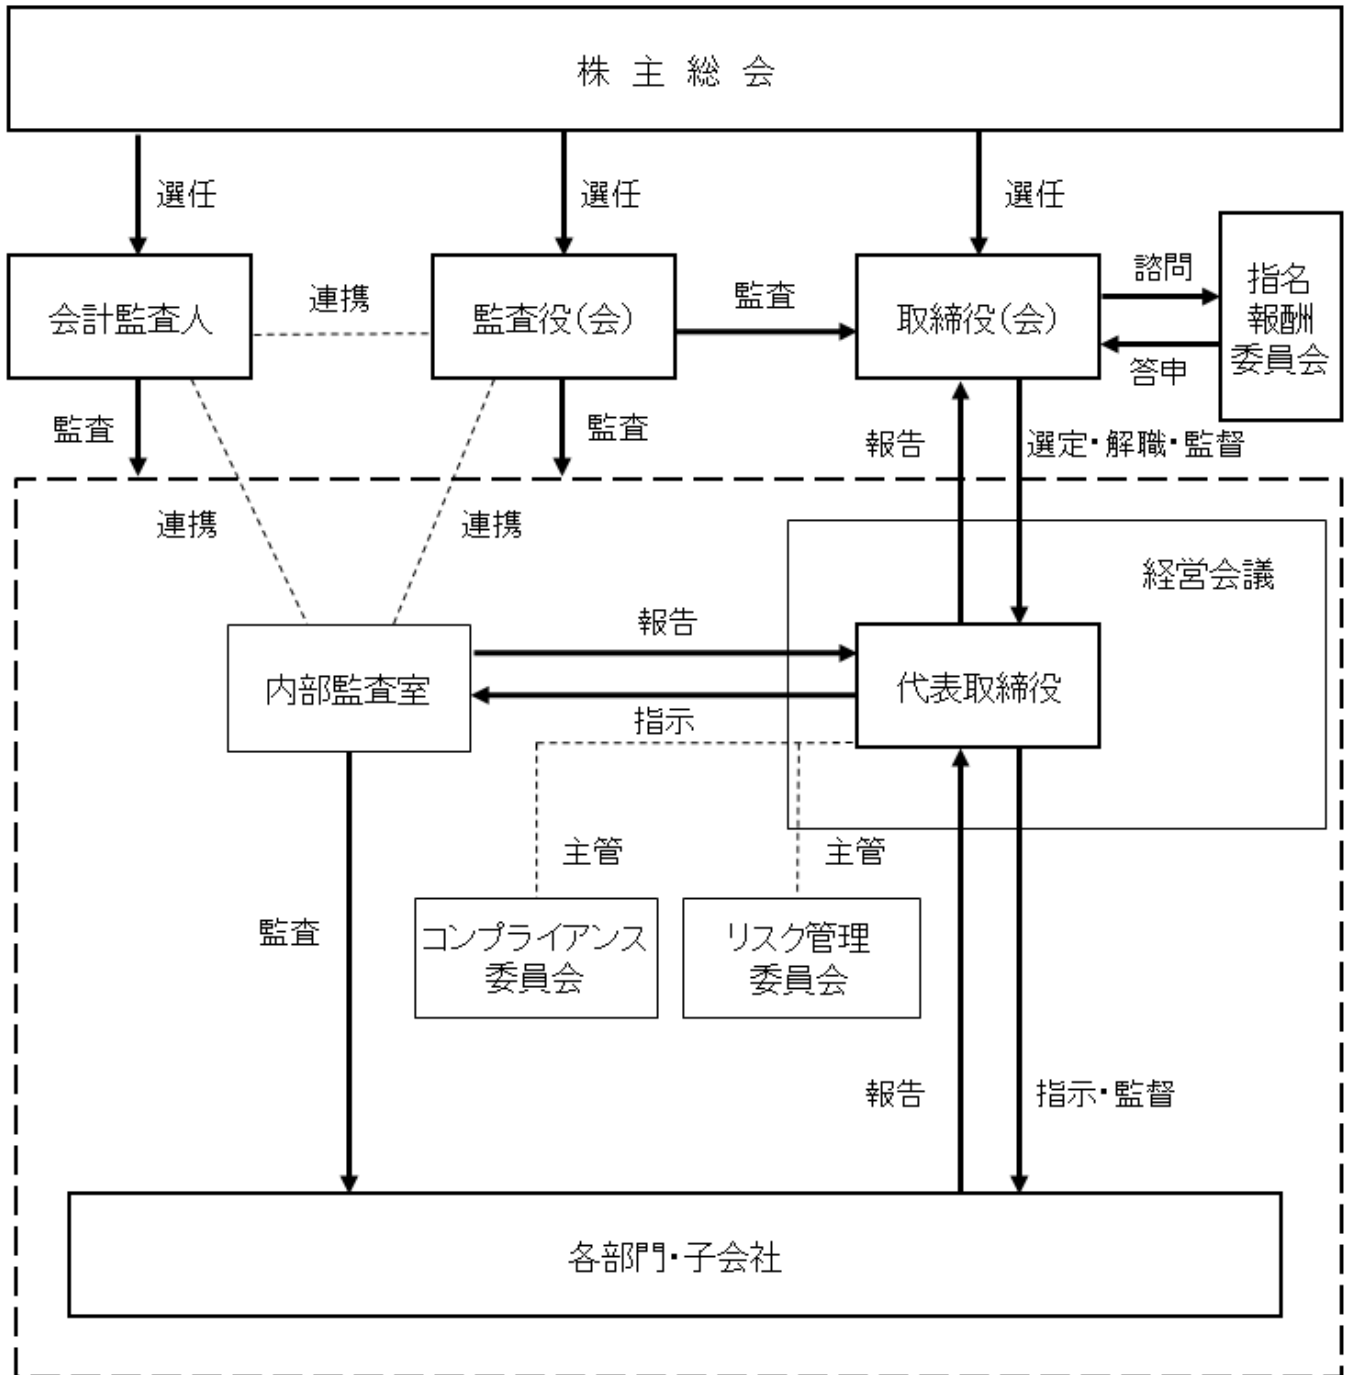 株主総会
選任
選任
選任
会計監査人
連携
監査役(会)
監査
取締役(会)
諮問
答申
指名
報酬
委員会
監査
監査
報告
選定・解職・監督
連携
連携
経営会議
内部監査室
報告
指示
代表取締役
主管
主管
監査
コンプライアンス
委員会
リスク管理
委員会
報告
指示・監督
各部門・子会社